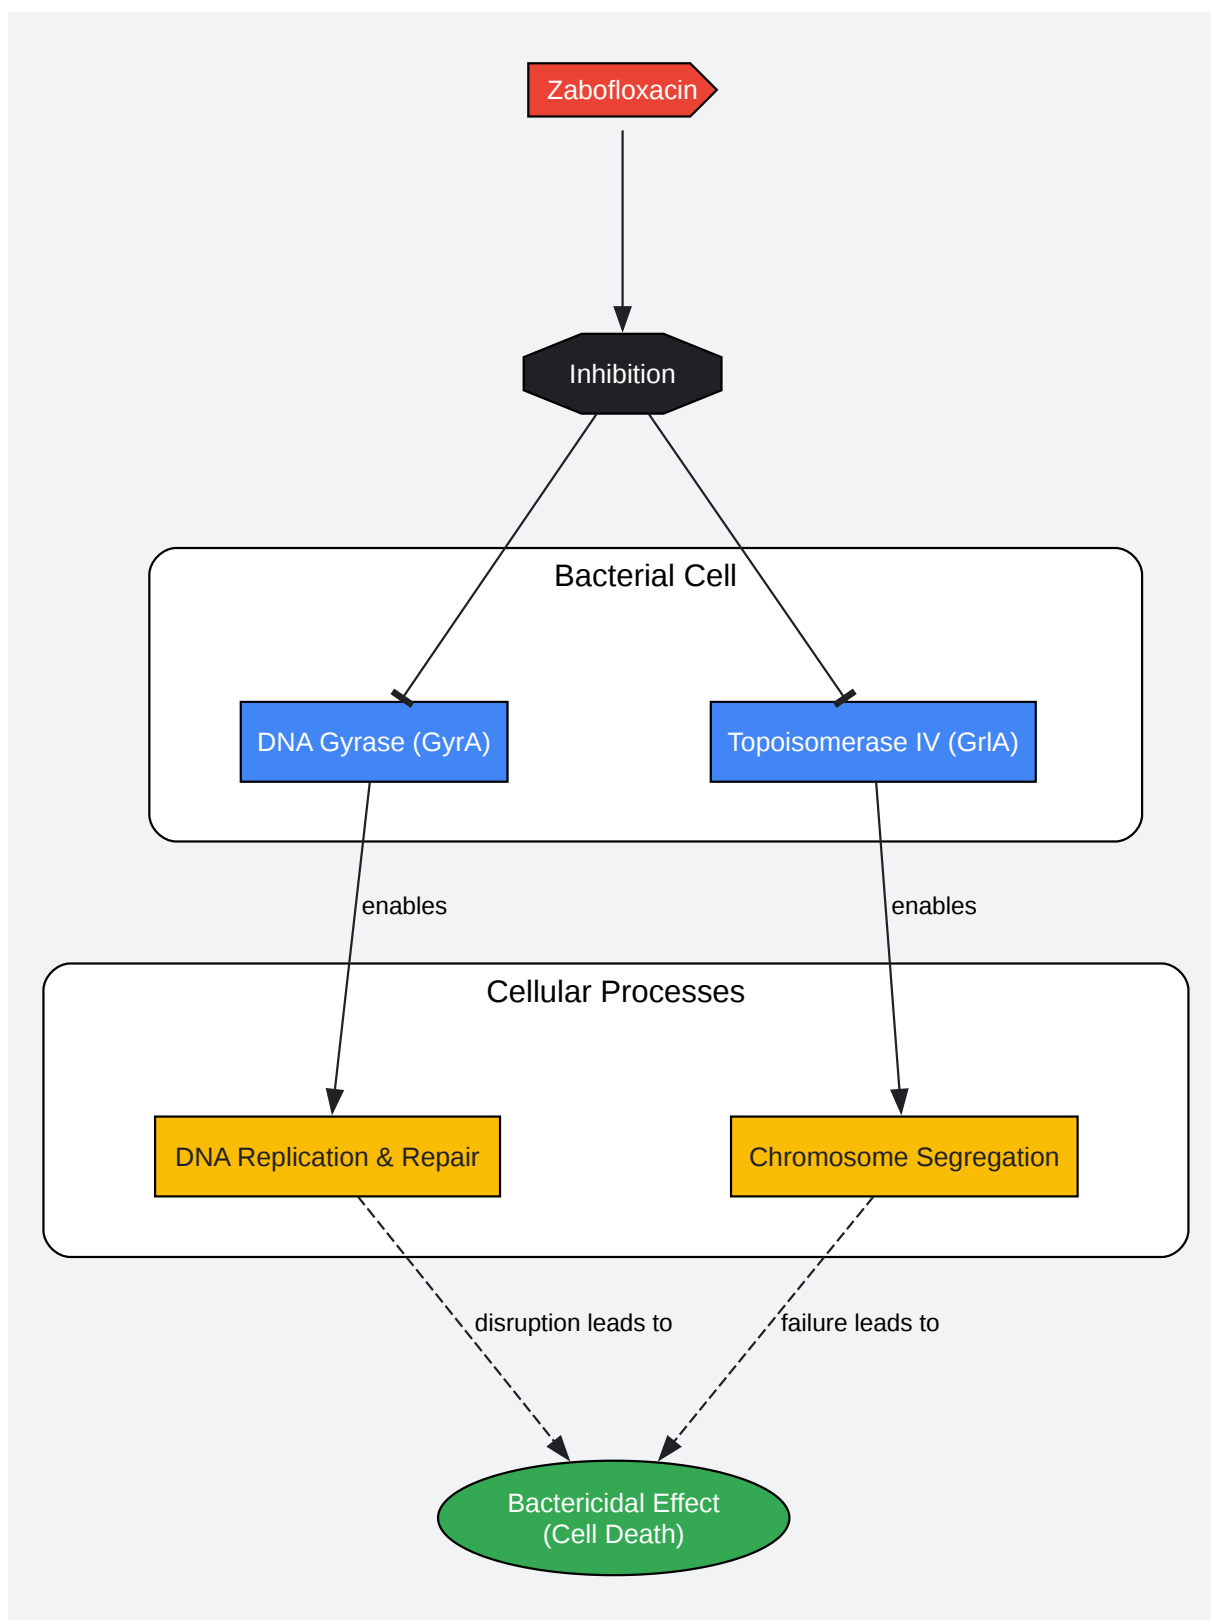 Zabofloxacin
Inhibition
Bacterial Cell
DNA Gyrase (GyrA)
Topoisomerase IV (GrlA)
enables
enables
Cellular Processes
DNA Replication & Repair
Chromosome Segregation
disruption leads to
failure leads to
Bactericidal Effect
(Cell Death)